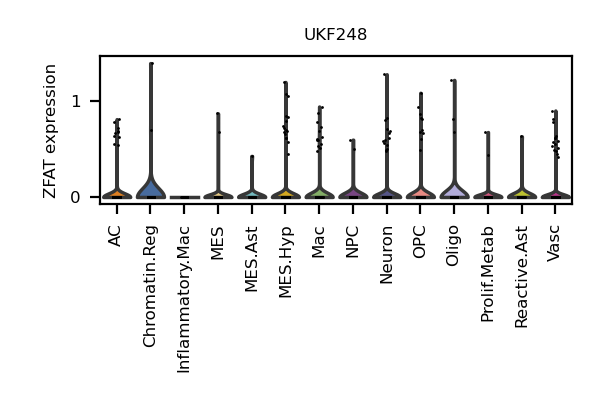 UKF248
ZFAT expression
1
0
AC
Chromatin.Reg
Inflammatory.Mac
MES
MES.Ast
MES.Hyp
Mac
NPC
Neuron
OPC
Oligo
Prolif.Metab
Reactive.Ast
Vasc